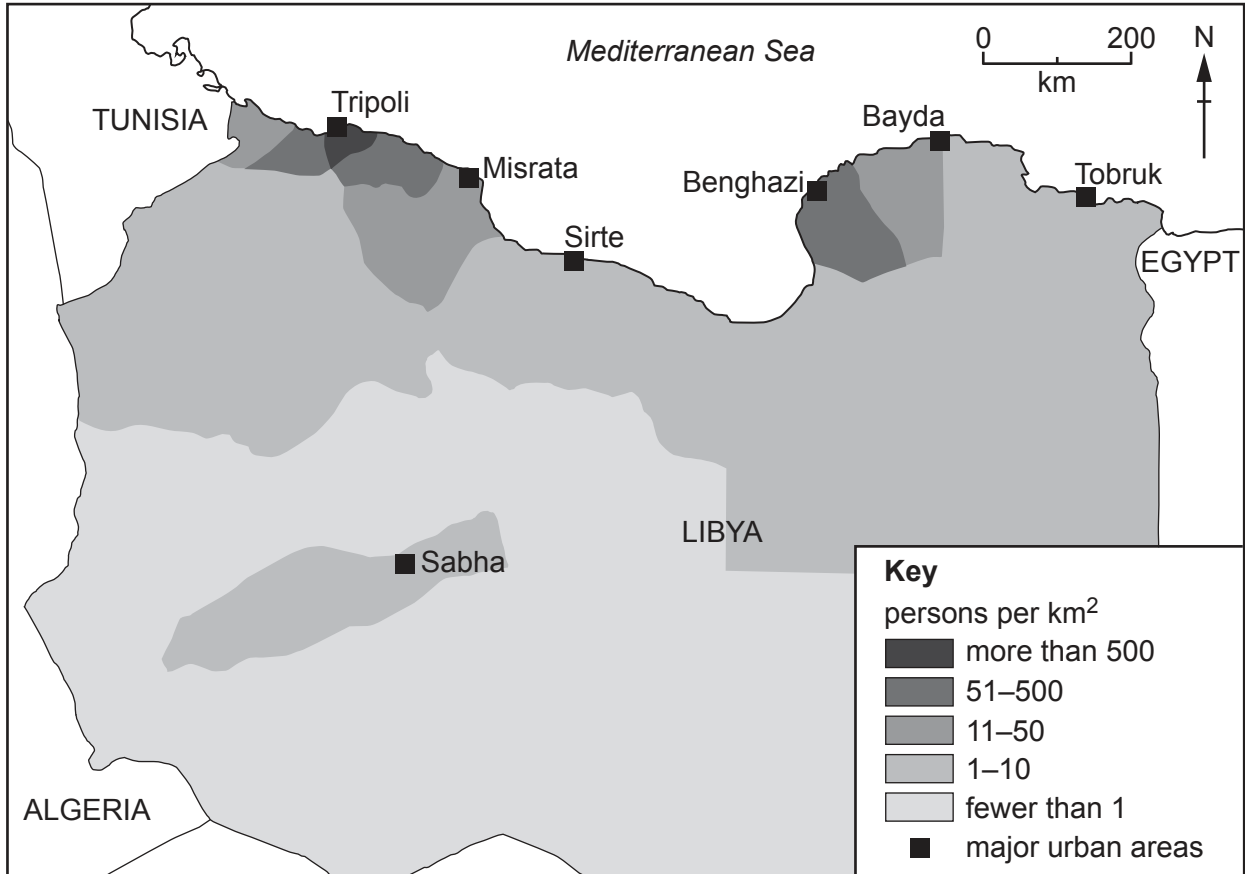 Mediterranean Sea
0 200
km
N
TUNISIA
Tripoli
Misrata
Sirte
Benghazi
Bayda
Tobruk
EGYPT
LIBYA
Sabha
ALGERIA
Key
persons per km²
more than 500
51–500
11–50
1–10
fewer than 1
major urban areas